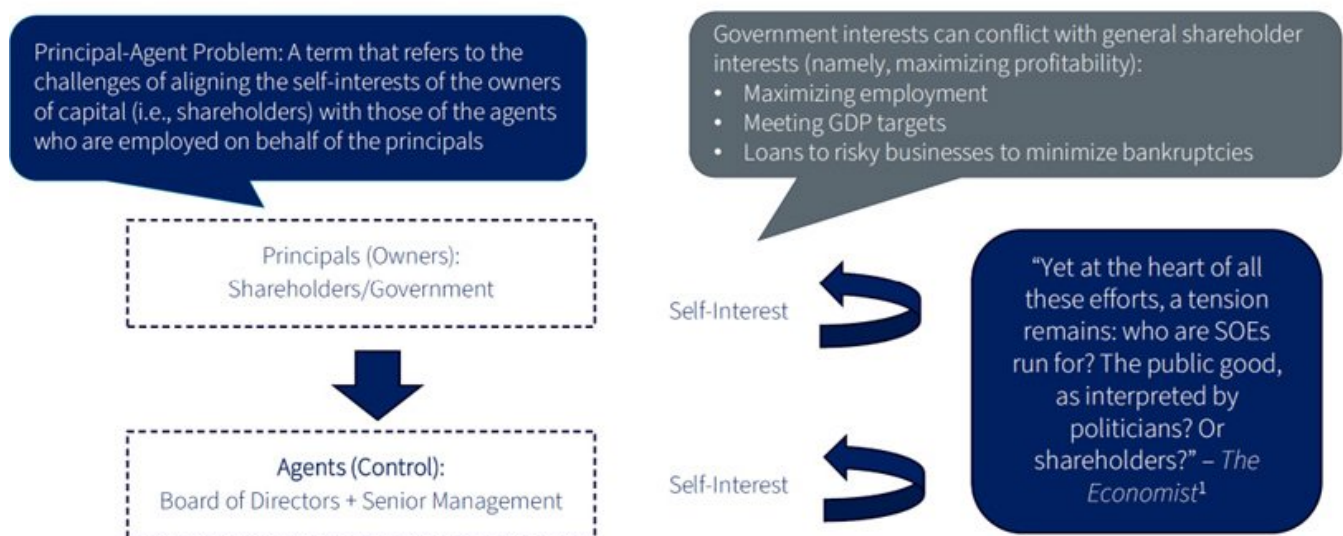 Principal-Agent Problem: A term that refers to the
challenges of aligning the self-interests of the owners
of capital (i.e., shareholders) with those of the agents
who are employed on behalf of the principals
Government interests can conflict with general shareholder
interests (namely, maximizing profitability):
• Maximizing employment
• Meeting GDP targets
• Loans to risky businesses to minimize bankruptcies
Principals (Owners):
Shareholders/Government
Self-Interest
Agents (Control):
Board of Directors + Senior Management
Self-Interest
“Yet at the heart of all
these efforts, a tension
remains: who are SOEs
run for? The public good,
as interpreted by
politicians? Or
shareholders?” – The
Economist¹